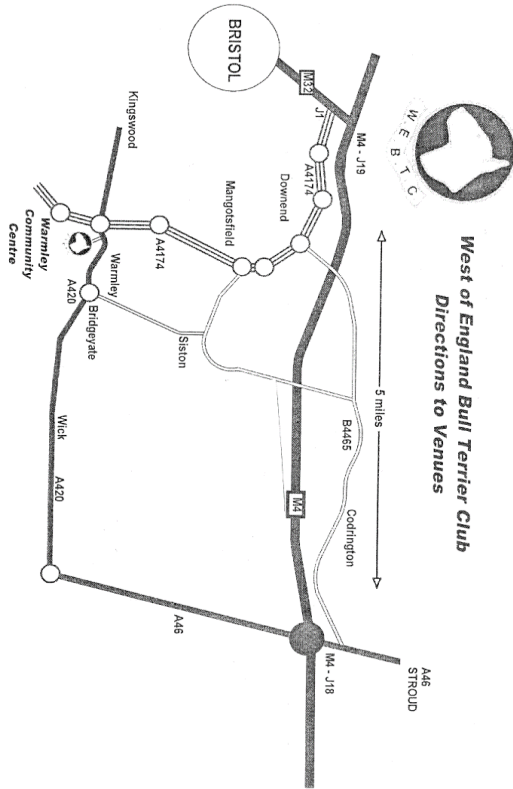 West of England Bull Terrier Club
Directions to Venues
W E B T C
5 miles
A46
STROUD
M4 - J19
M4 - J18
BRISTOL
M32
J1
A4174
Downend
B4465
Codrington
M4
Mangotsfield
A4174
Siston
A46
Kingswood
Warmley
Bridgeyate
A420
Wick
A420
Warmley
Community
Centre